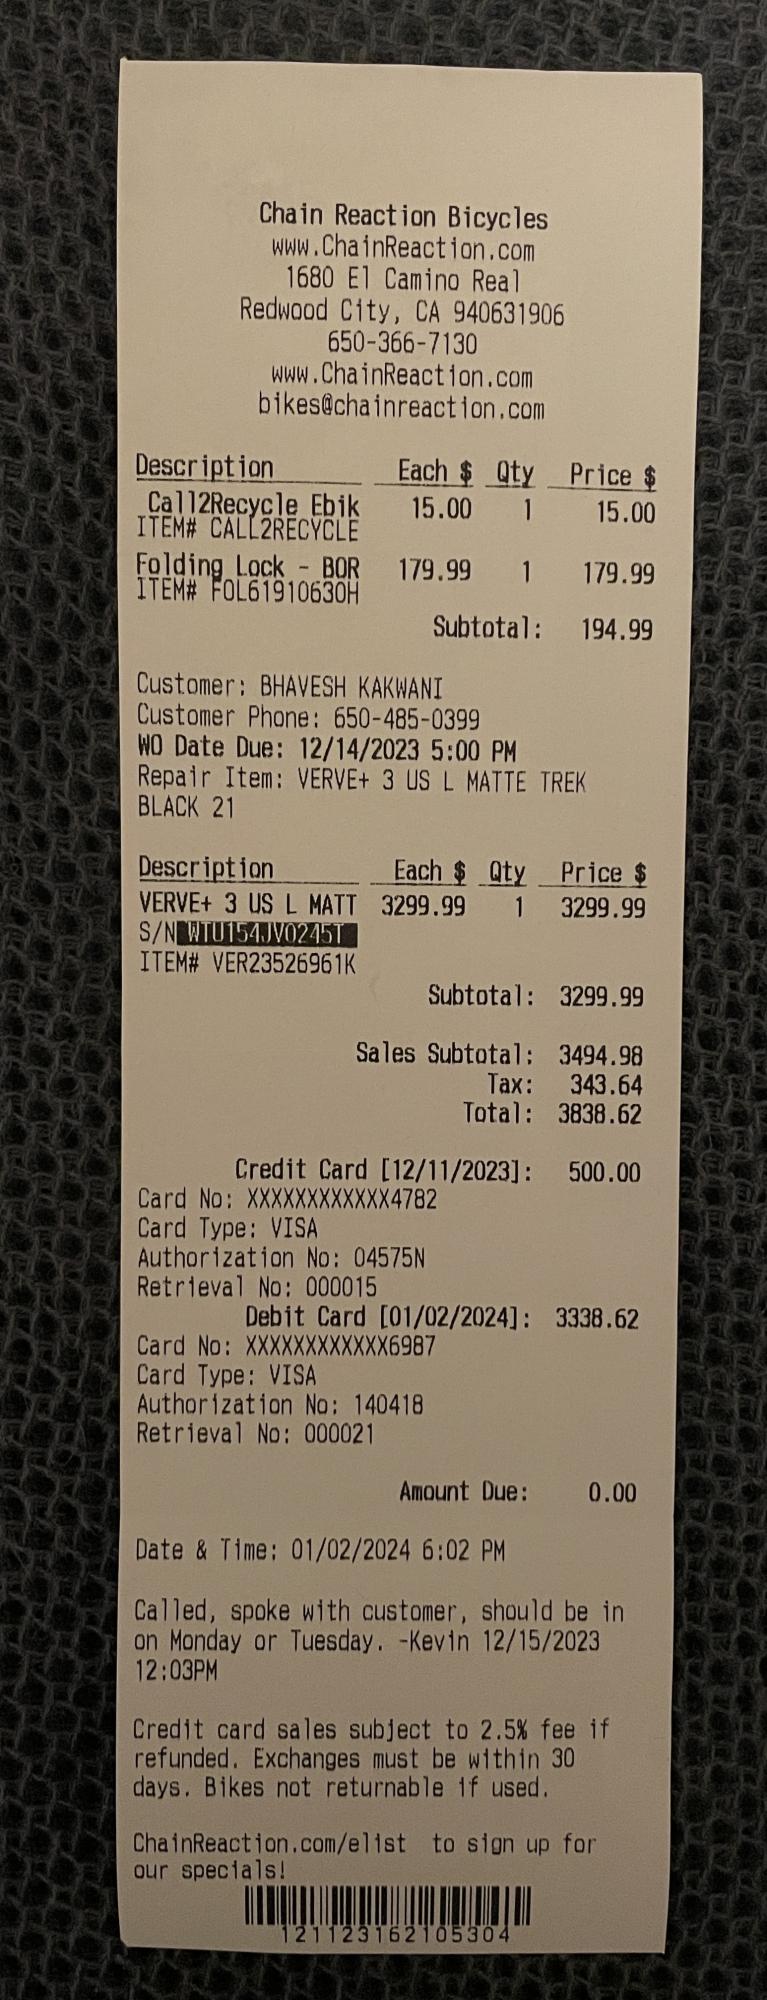 Chain Reaction Bicycles
www.ChainReaction.com
1680 El Camino Real
Redwood City, CA 940631906
650-366-7130
www.ChainReaction.com
bikes@chainreaction.com
Description Each $ Qty Price $
Call2Recycle Ebik 15.00 1 15.00
ITEM# CALL2RECYCLE
Folding Lock - BOR 179.99 1 179.99
ITEM# FOL61910630H
Subtotal: 194.99
Customer: BHAVESH KAKWANI
Customer Phone: 650-485-0399
WO Date Due: 12/14/2023 5:00 PM
Repair Item: VERVE+ 3 US L MATTE TREK
BLACK 21
Description Each $ Qty Price $
VERVE+ 3 US L MATT 3299.99 1 3299.99
S/N WTU154JV0245T
ITEM# VER23526961K
Subtotal: 3299.99
Sales Subtotal: 3494.98
Tax: 343.64
Total: 3838.62
Credit Card [12/11/2023]: 500.00
Card No: XXXXXXXXXXXX4782
Card Type: VISA
Authorization No: 04575N
Retrieval No: 000015
Debit Card [01/02/2024]: 3338.62
Card No: XXXXXXXXXXXX6987
Card Type: VISA
Authorization No: 140418
Retrieval No: 000021
Amount Due: 0.00
Date & Time: 01/02/2024 6:02 PM
Called, spoke with customer, should be in
on Monday or Tuesday. -Kevin 12/15/2023
12:03PM
Credit card sales subject to 2.5% fee if
refunded. Exchanges must be within 30
days. Bikes not returnable if used.
ChainReaction.com/elist to sign up for
our specials!
121123162105304